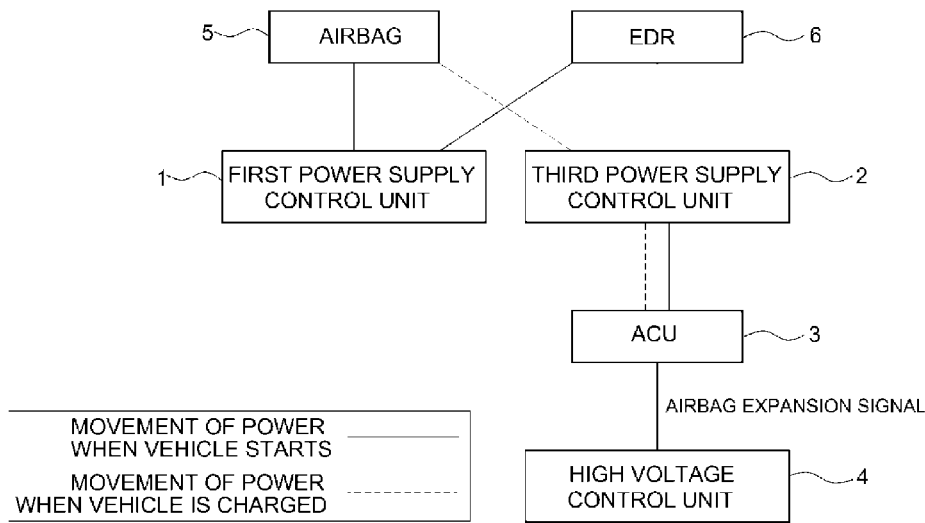 5
AIRBAG
EDR
6
1
FIRST POWER SUPPLY
CONTROL UNIT
THIRD POWER SUPPLY
CONTROL UNIT
2
ACU
3
AIRBAG EXPANSION SIGNAL
HIGH VOLTAGE
CONTROL UNIT
4
MOVEMENT OF POWER
WHEN VEHICLE STARTS
MOVEMENT OF POWER
WHEN VEHICLE IS CHARGED